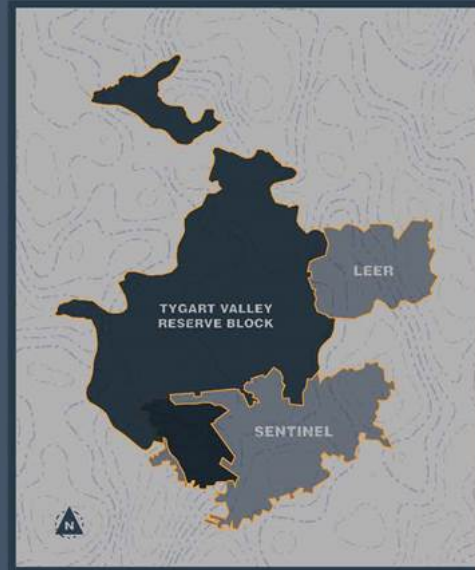 LEER
TYGART VALLEY
RESERVE BLOCK
SENTINEL
N